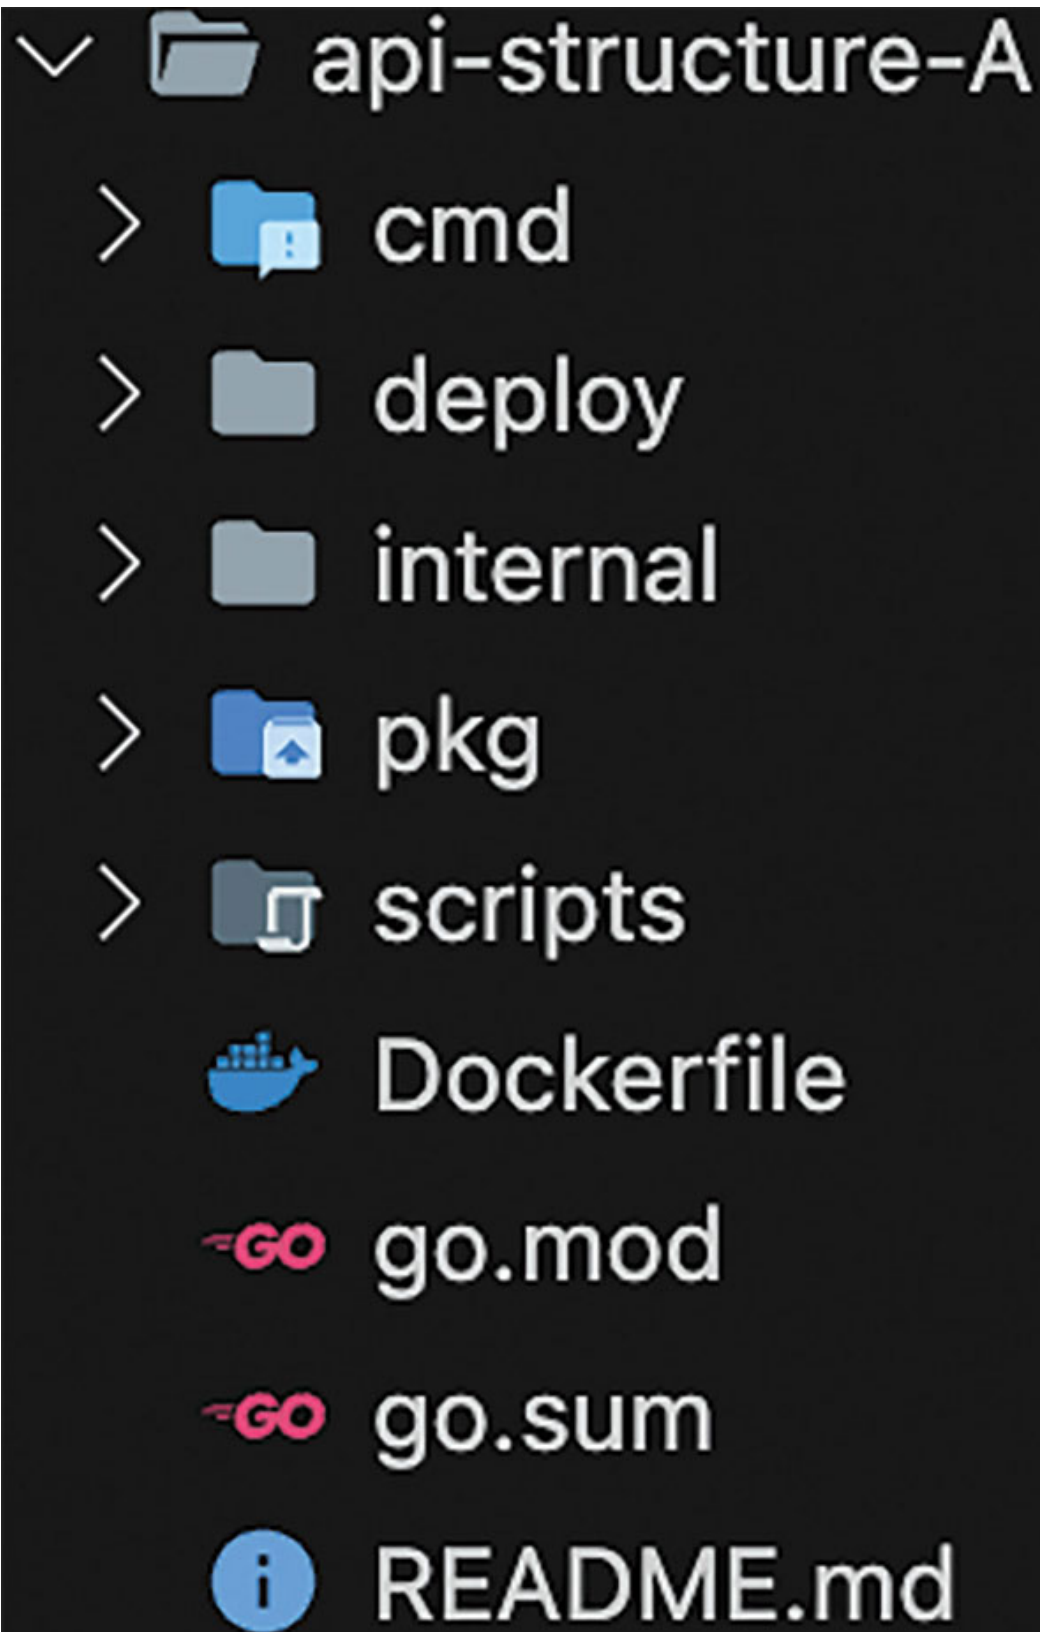 api-structure-A
cmd
deploy
internal
pkg
scripts
Dockerfile
GO go.mod
GO go.sum
README.md